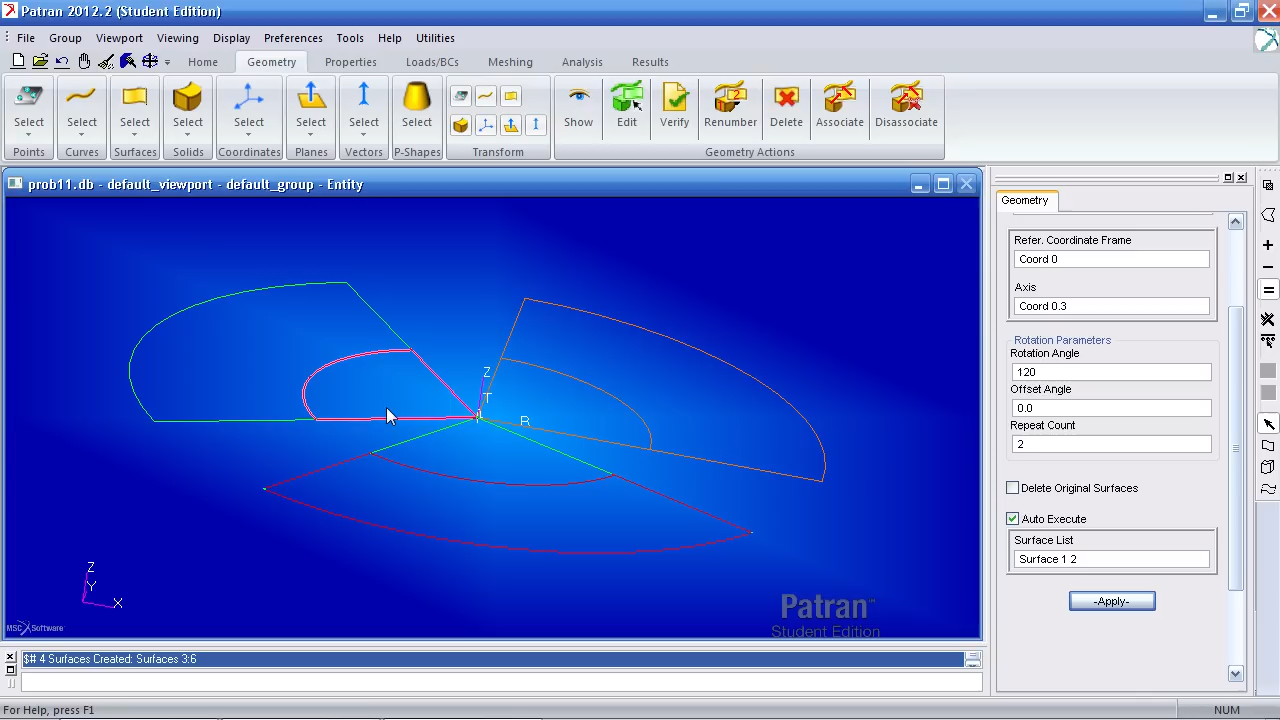 Patran 2012.2 (Student Edition)
File Group Viewport Viewing Display Preferences Tools Help Utilities
Home Geometry Properties Loads/BCs Meshing Analysis Results
Select Select Select Select Select Select Select Select Show Edit Verify Renumber Delete Associate Disassociate
Points Curves Surfaces Solids Coordinates Planes Vectors P-Shapes Transform Geometry Actions
prob11.db - default_viewport - default_group - Entity
Z
T
R
Z
Y
X
MSC Software
Patran™
Student Edition
Geometry
Refer. Coordinate Frame
Coord 0
Axis
Coord 0.3
Rotation Parameters
Rotation Angle
120
Offset Angle
0.0
Repeat Count
2
Delete Original Surfaces
Auto Execute
Surface List
Surface 1 2
-Apply-
$# 4 Surfaces Created: Surfaces 3:6
For Help, press F1
NUM